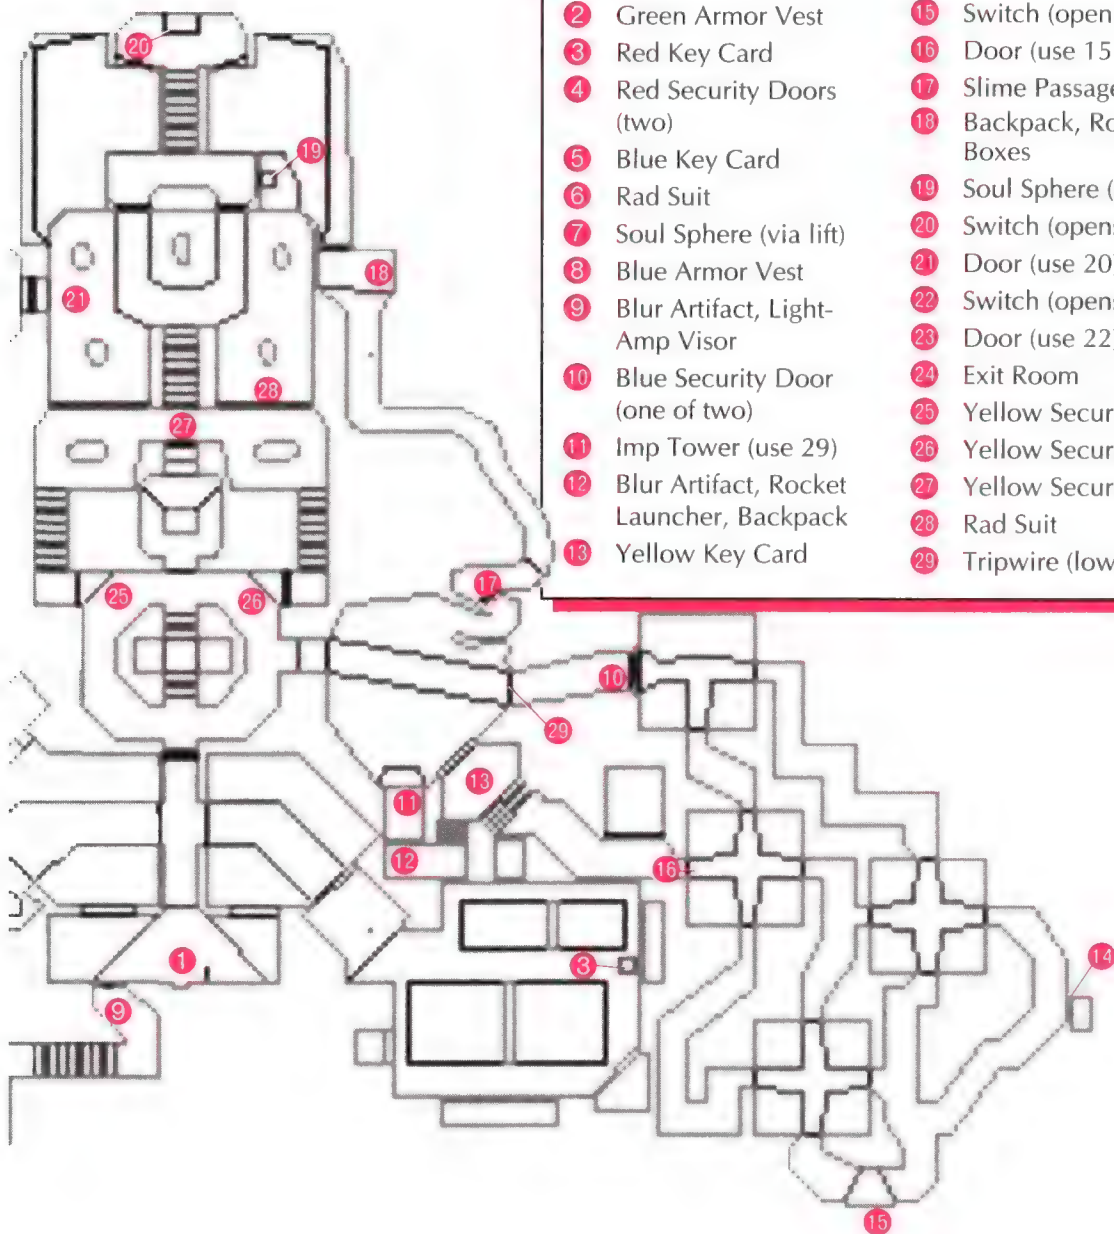 2 Green Armor Vest
3 Red Key Card
4 Red Security Doors
(two)
5 Blue Key Card
6 Rad Suit
7 Soul Sphere (via lift)
8 Blue Armor Vest
9 Blur Artifact, Light-
Amp Visor
10 Blue Security Door
(one of two)
11 Imp Tower (use 29)
12 Blur Artifact, Rocket
Launcher, Backpack
13 Yellow Key Card
15 Switch (open
16 Door (use 15
17 Slime Passage
18 Backpack, Ro
Boxes
19 Soul Sphere (
20 Switch (opens
21 Door (use 20
22 Switch (opens
23 Door (use 22
24 Exit Room
25 Yellow Secur
26 Yellow Secur
27 Yellow Secur
28 Rad Suit
29 Tripwire (low
20
19
18
21
28
27
17
25
26
10
29
13
11
12
16
3
1
9
14
15